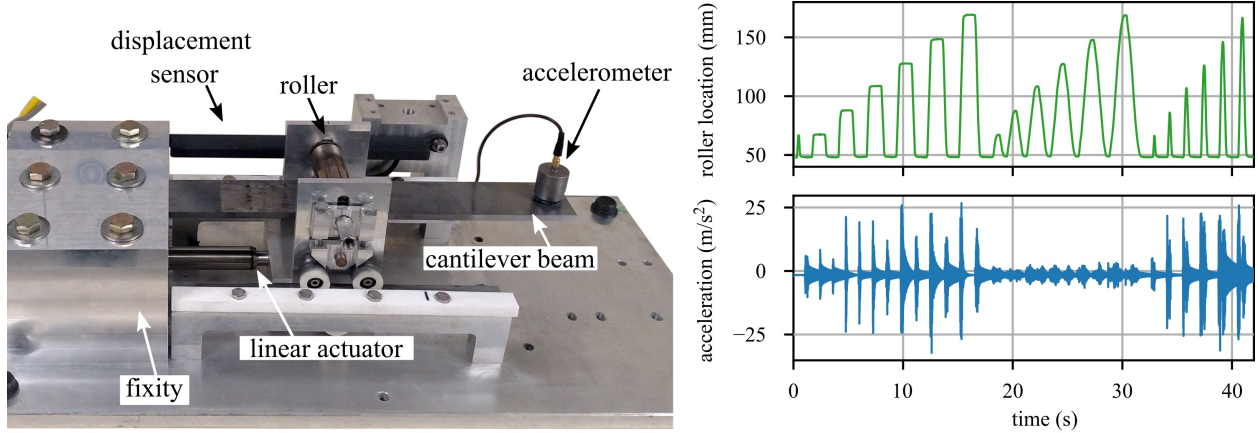 displacement
sensor
roller
accelerometer
cantilever beam
linear actuator
fixity
roller location (mm)
150
100
50
acceleration (m/s²)
25
0
−25
0
10
20
30
40
time (s)